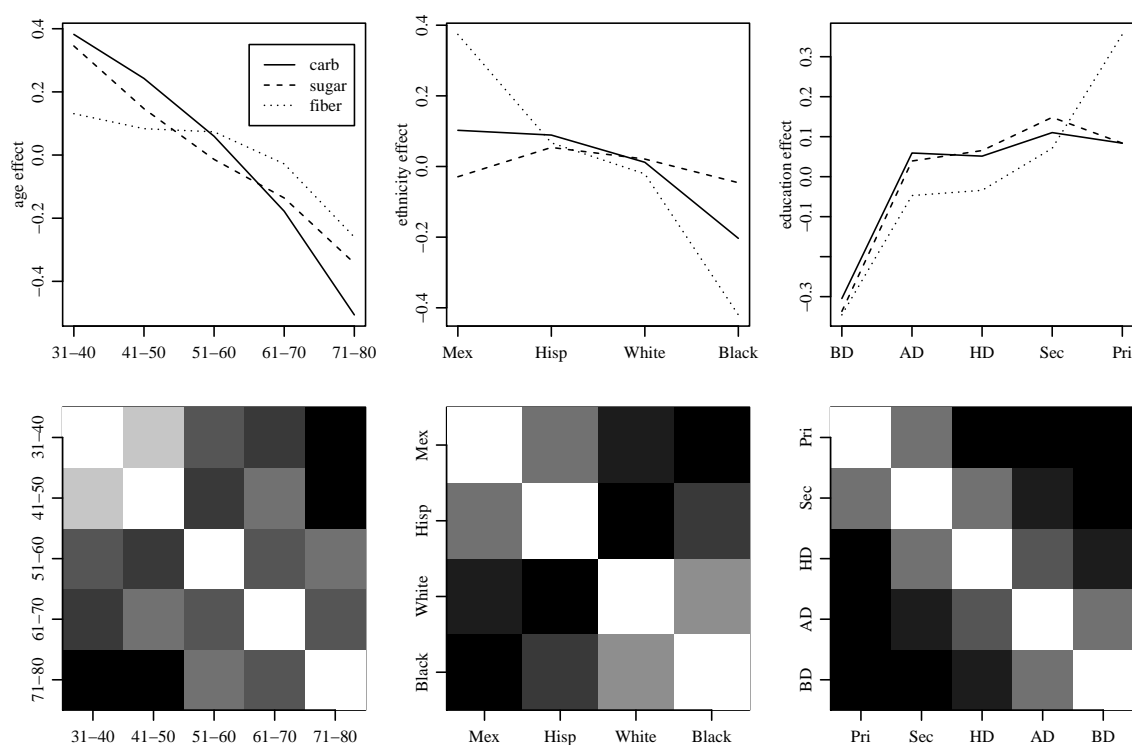 age effect
0.4
0.2
0.0
−0.2
−0.4
31−40 41−50 51−60 61−70 71−80
carb
sugar
fiber
ethnicity effect
0.4
0.2
0.0
−0.2
−0.4
Mex Hisp White Black
education effect
0.3
0.1
0.0
−0.1
−0.3
BD AD HD Sec Pri
31−40
41−50
51−60
61−70
71−80
31−40 41−50 51−60 61−70 71−80
Mex
Hisp
White
Black
Mex Hisp White Black
Pri
Sec
HD
AD
BD
Pri Sec HD AD BD